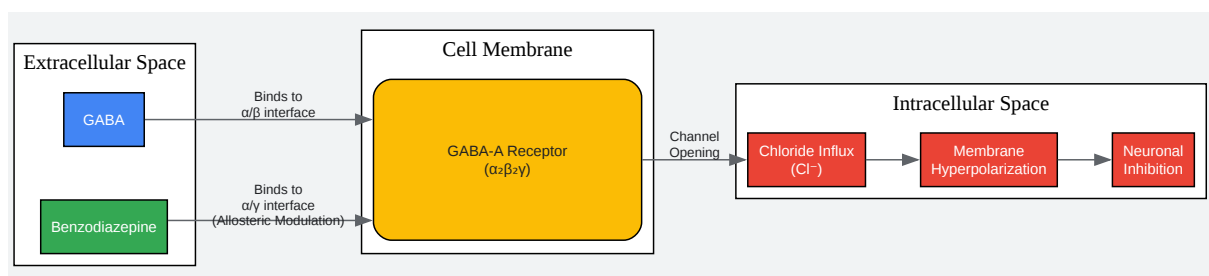 Extracellular Space
GABA
Benzodiazepine
Binds to
α/β interface
Binds to
α/γ interface
(Allosteric Modulation)
Cell Membrane
GABA-A Receptor
(α₂β₂γ)
Channel
Opening
Intracellular Space
Chloride Influx
(Cl⁻)
Membrane
Hyperpolarization
Neuronal
Inhibition